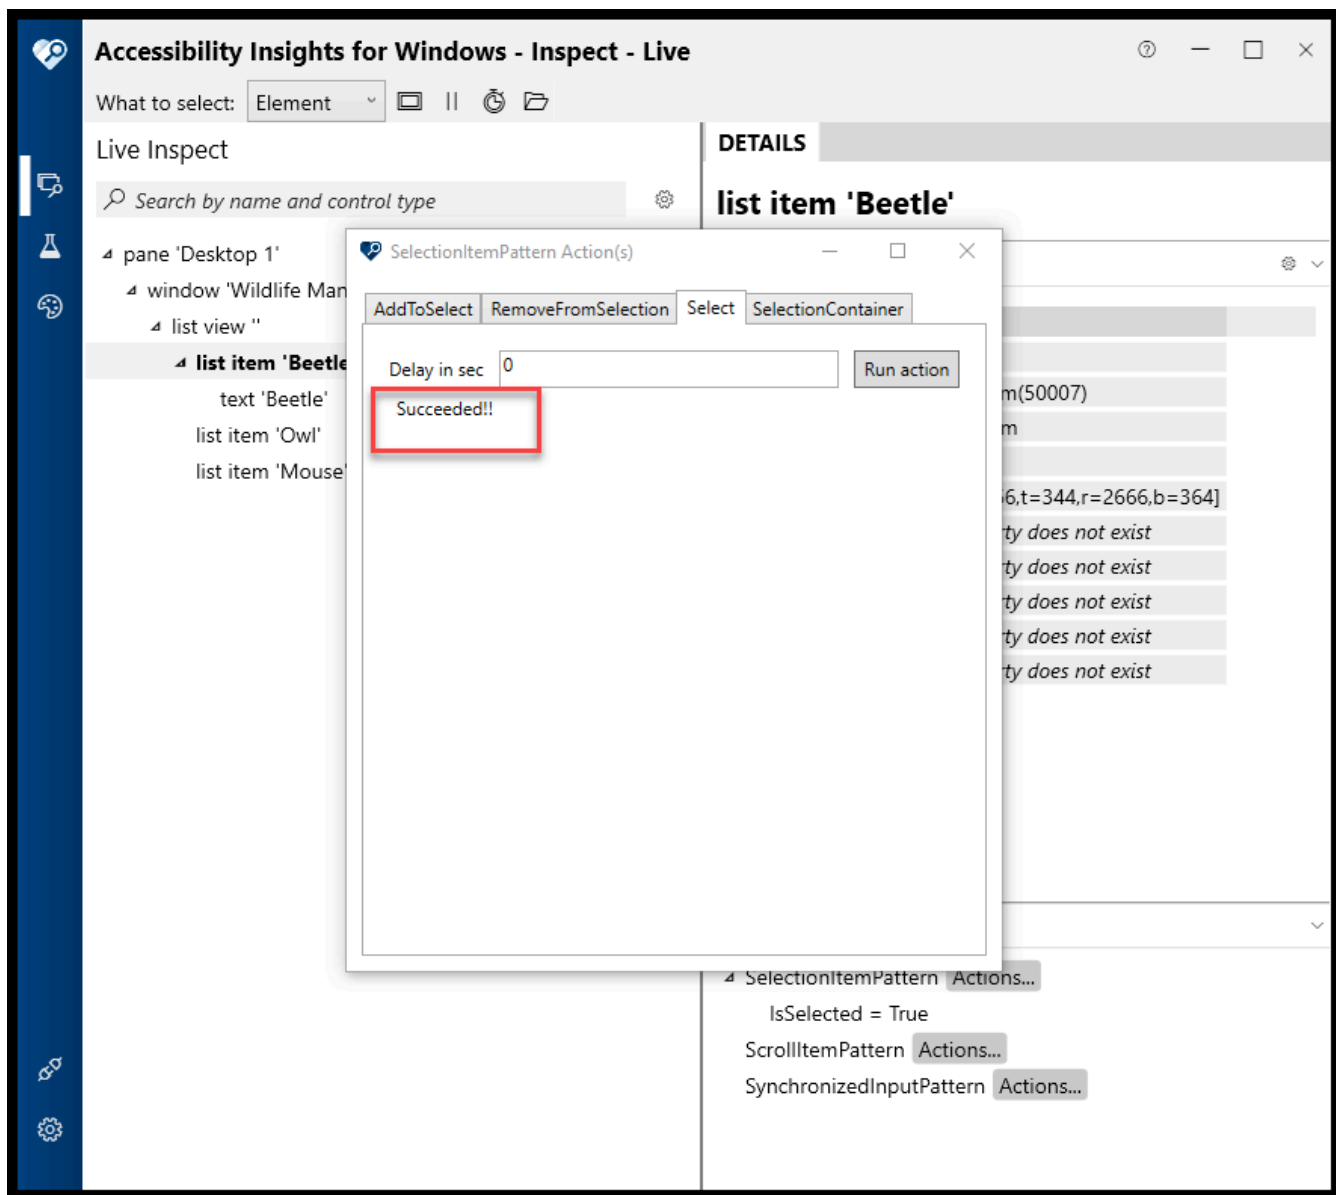 Accessibility Insights for Windows - Inspect - Live
What to select: Element
Live Inspect
DETAILS
Search by name and control type
list item 'Beetle'
pane 'Desktop 1'
window 'Wildlife Man
list view ''
list item 'Beetle
text 'Beetle'
list item 'Owl'
list item 'Mouse'
SelectionItemPattern Action(s)
AddToSelect RemoveFromSelection Select SelectionContainer
Delay in sec 0 Run action
Succeeded!!
m(50007)
m
6,t=344,r=2666,b=364]
ty does not exist
ty does not exist
ty does not exist
ty does not exist
ty does not exist
SelectionItemPattern Actions...
IsSelected = True
ScrollItemPattern Actions...
SynchronizedInputPattern Actions...